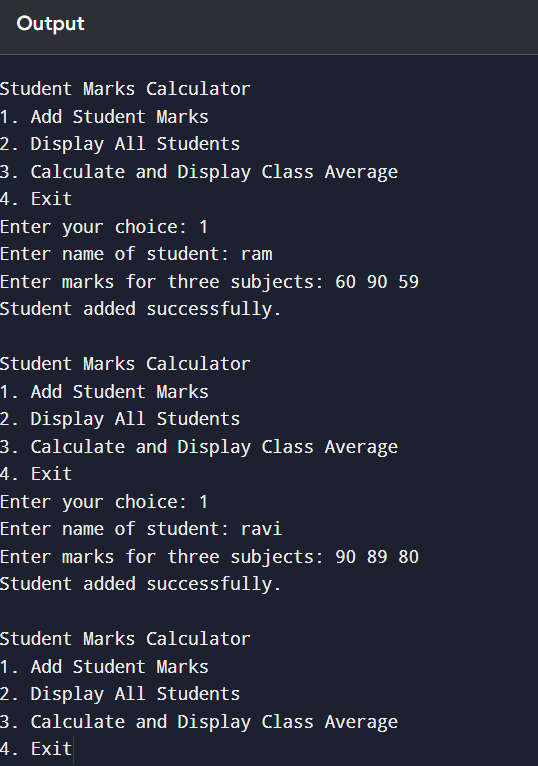 Output
Student Marks Calculator
1. Add Student Marks
2. Display All Students
3. Calculate and Display Class Average
4. Exit
Enter your choice: 1
Enter name of student: ram
Enter marks for three subjects: 60 90 59
Student added successfully.
Student Marks Calculator
1. Add Student Marks
2. Display All Students
3. Calculate and Display Class Average
4. Exit
Enter your choice: 1
Enter name of student: ravi
Enter marks for three subjects: 90 89 80
Student added successfully.
Student Marks Calculator
1. Add Student Marks
2. Display All Students
3. Calculate and Display Class Average
4. Exit